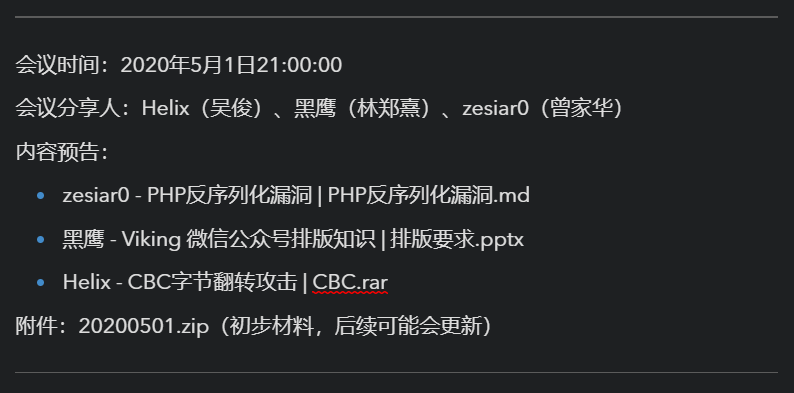 会议时间：2020年5月1日21:00:00
会议分享人：Helix（吴俊）、黑鹰（林郑熹）、zesiar0（曾家华）
内容预告：
zesiar0 - PHP反序列化漏洞 | PHP反序列化漏洞.md
黑鹰 - Viking 微信公众号排版知识 | 排版要求.pptx
Helix - CBC字节翻转攻击 | CBC.rar
附件：20200501.zip（初步材料，后续可能会更新）